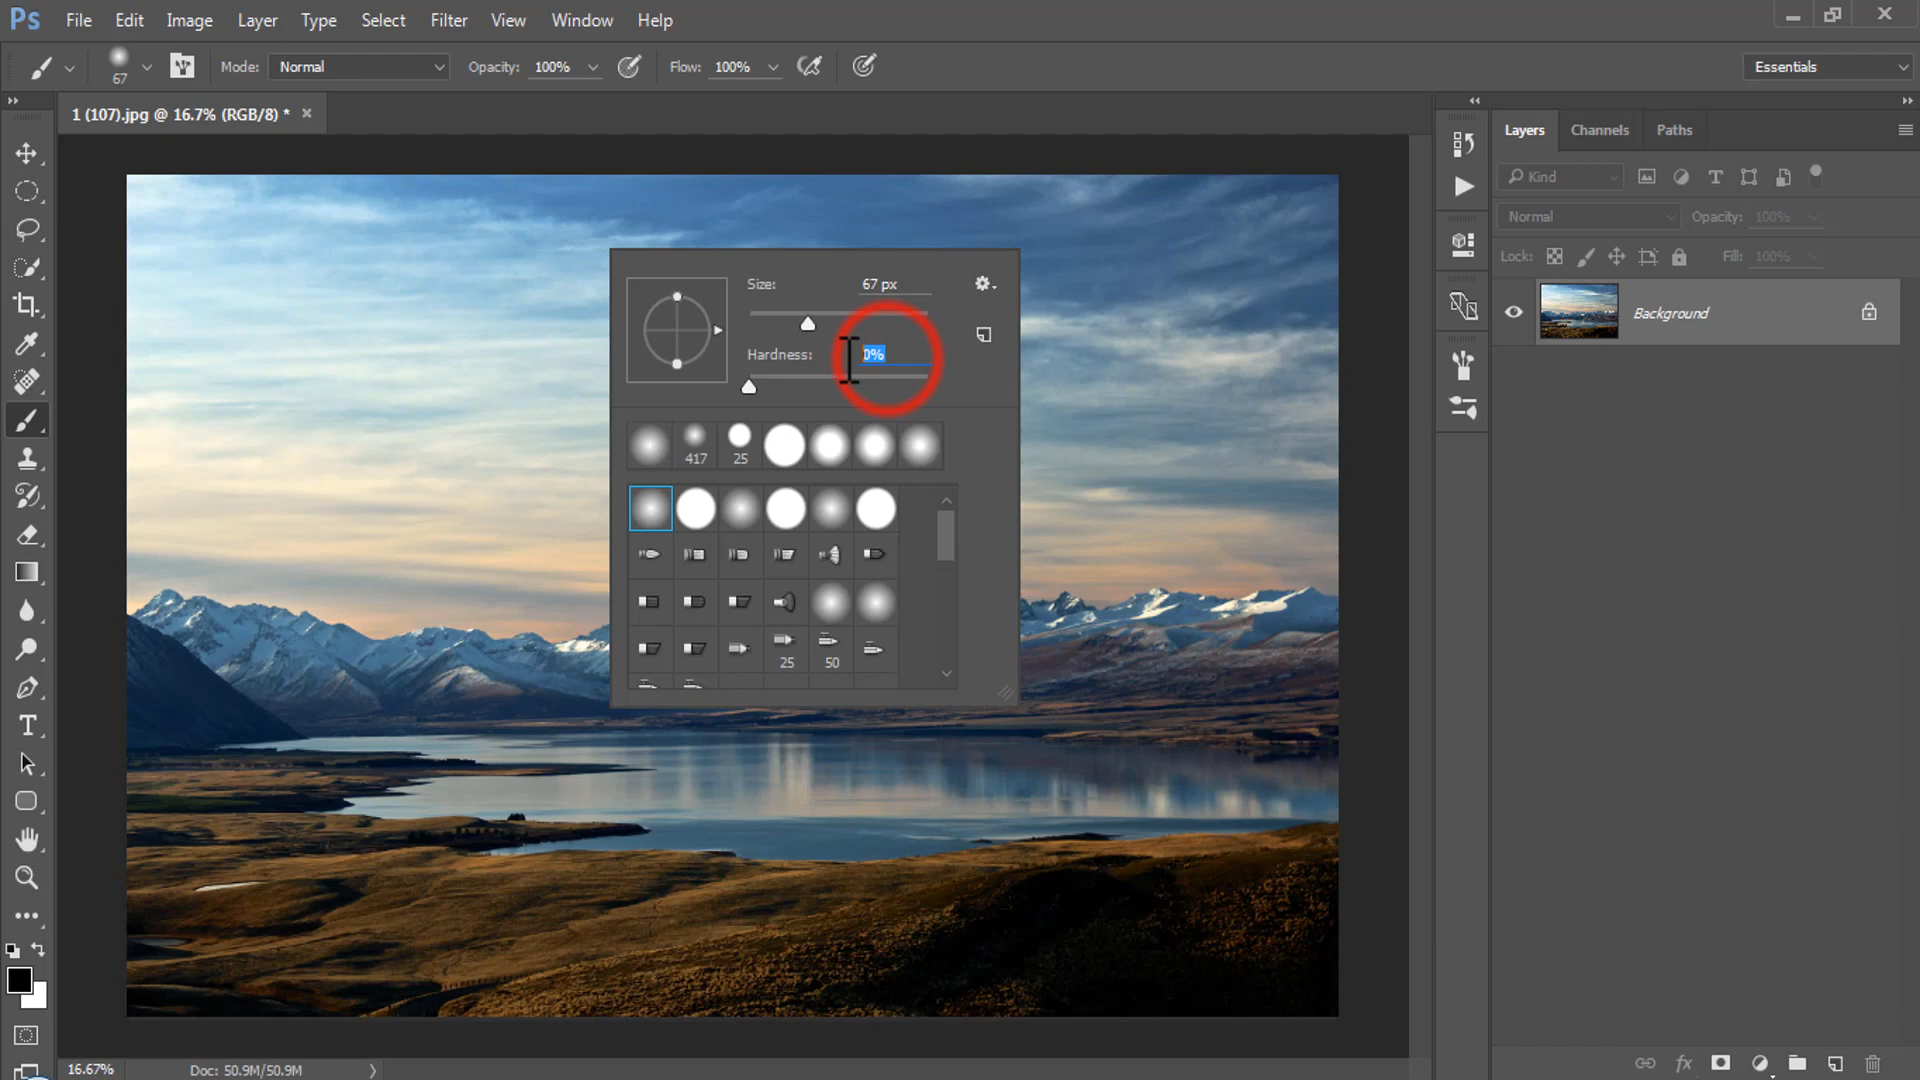 Ps File Edit Image Layer Type Select Filter View Window Help
67 Mode: Normal Opacity: 100% Flow: 100% Essentials
1 (107).jpg @ 16.7% (RGB/8) *
Layers Channels Paths
Kind
Normal Opacity: 100%
Lock: Fill: 100%
Background
Size: 67 px
Hardness: 0%
417 25
25 50
T
fx
16.67% Doc: 50.9M/50.9M